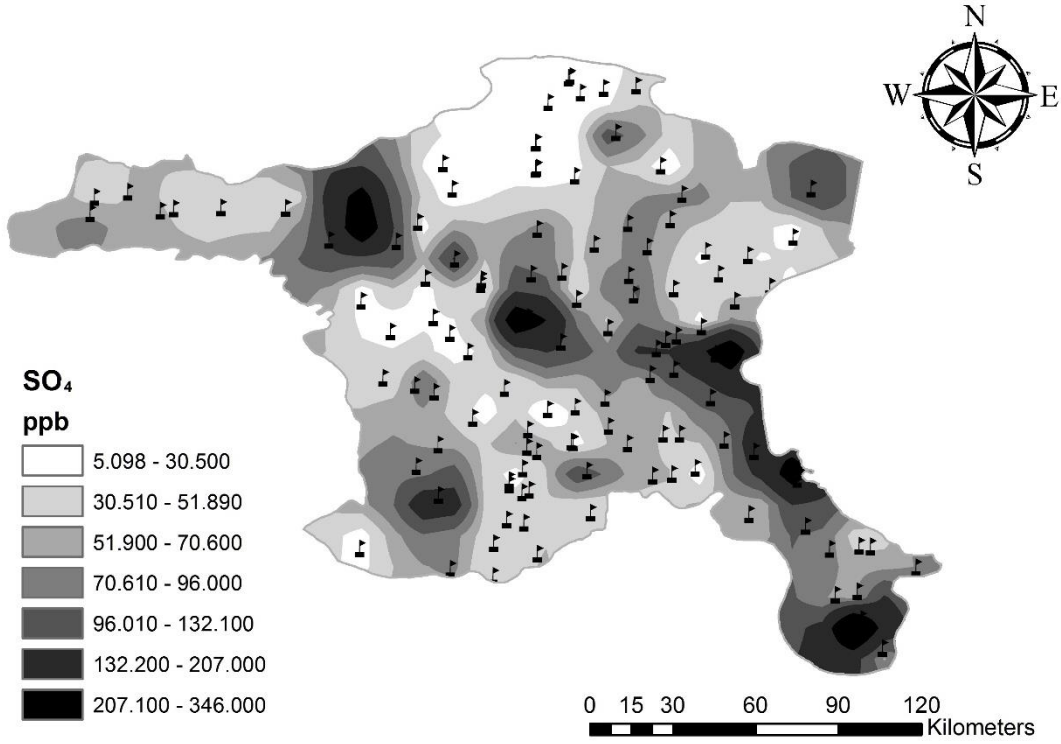 N
W E
S
SO₄
ppb
5.098 - 30.500
30.510 - 51.890
51.900 - 70.600
70.610 - 96.000
96.010 - 132.100
132.200 - 207.000
207.100 - 346.000
0 15 30 60 90 120
Kilometers